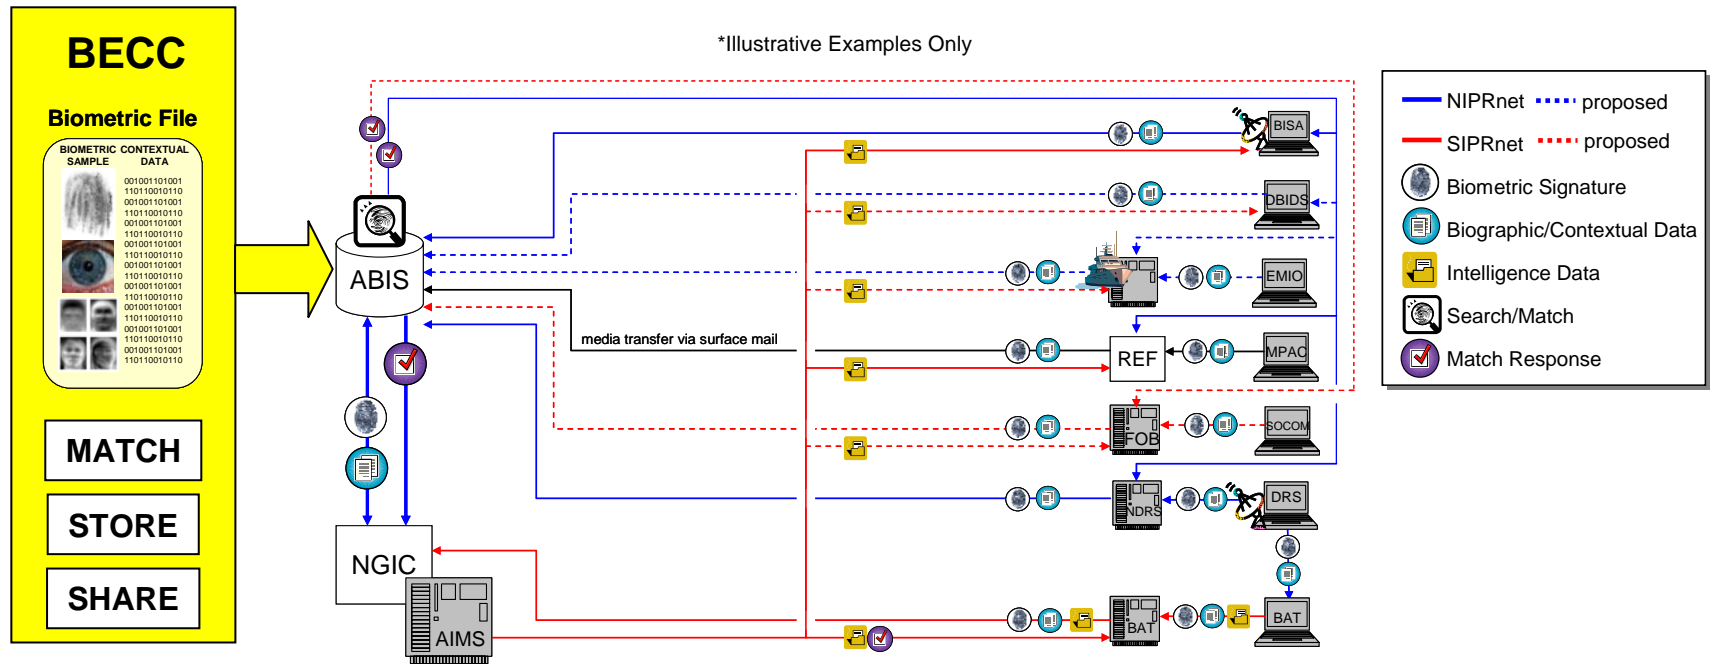 BECC
Biometric File
BIOMETRIC CONTEXTUAL
SAMPLE DATA
001001101001
110110010110
001001101001
110110010110
001001101001
110110010110
001001101001
110110010110
001001101001
110110010110
001001101001
110110010110
001001101001
110110010110
001001101001
110110010110
001001101001
110110010110
MATCH
STORE
SHARE
*Illustrative Examples Only
ABIS
NGIC
AIMS
media transfer via surface mail
BISA
DBIDS
EMIO
REF
MPAC
FOB
SOCOM
NDRS
DRS
BAT
BAT
NIPRnet
proposed
SIPRnet
proposed
Biometric Signature
Biographic/Contextual Data
Intelligence Data
Search/Match
Match Response